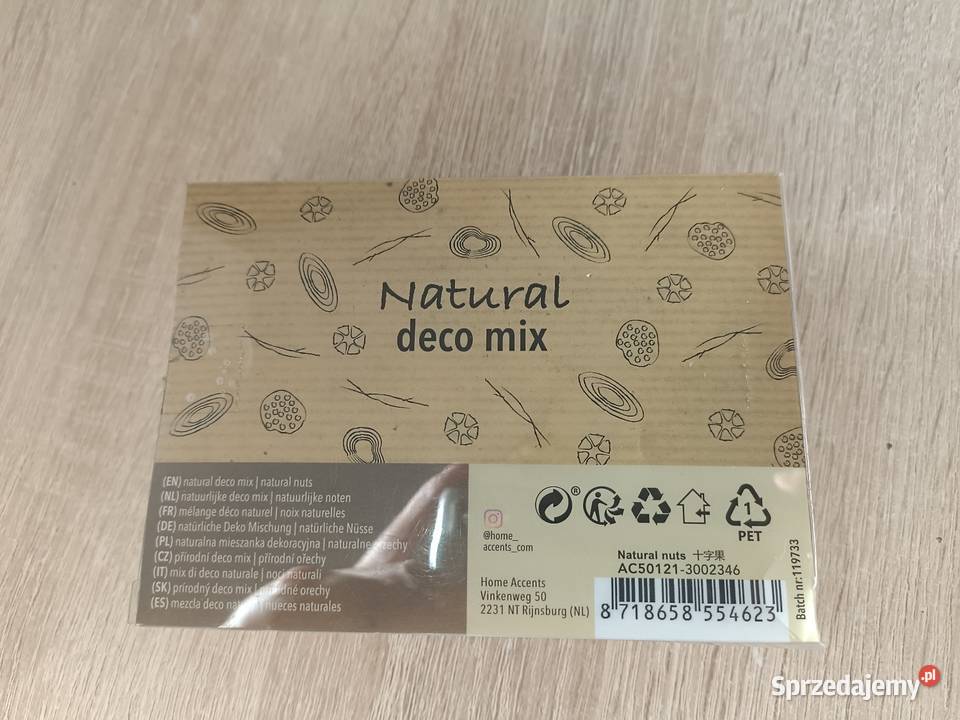 Natural
deco mix
(EN) natural deco mix | natural nuts
(NL) natuurlijke deco mix | natuurlijke noten
(FR) mélange déco naturel | noix naturelles
(DE) natürliche Deko Mischung | natürliche Nüsse
(PL) naturalna mieszanka dekoracyjna | naturalne orzechy
(CZ) přírodní deco mix | přírodní ořechy
(IT) mix di deco naturale | noci naturali
(SK) prírodný deco mix | prírodné orechy
(ES) mezcla deco natural | nueces naturales
@home_
accents_com
Home Accents
Vinkenweg 50
2231 NT Rijnsburg (NL)
®
1
PET
Natural nuts 十字果
AC50121-3002346
8 718658 554623
Batch nr: 119733
Sprzedajemy.pl